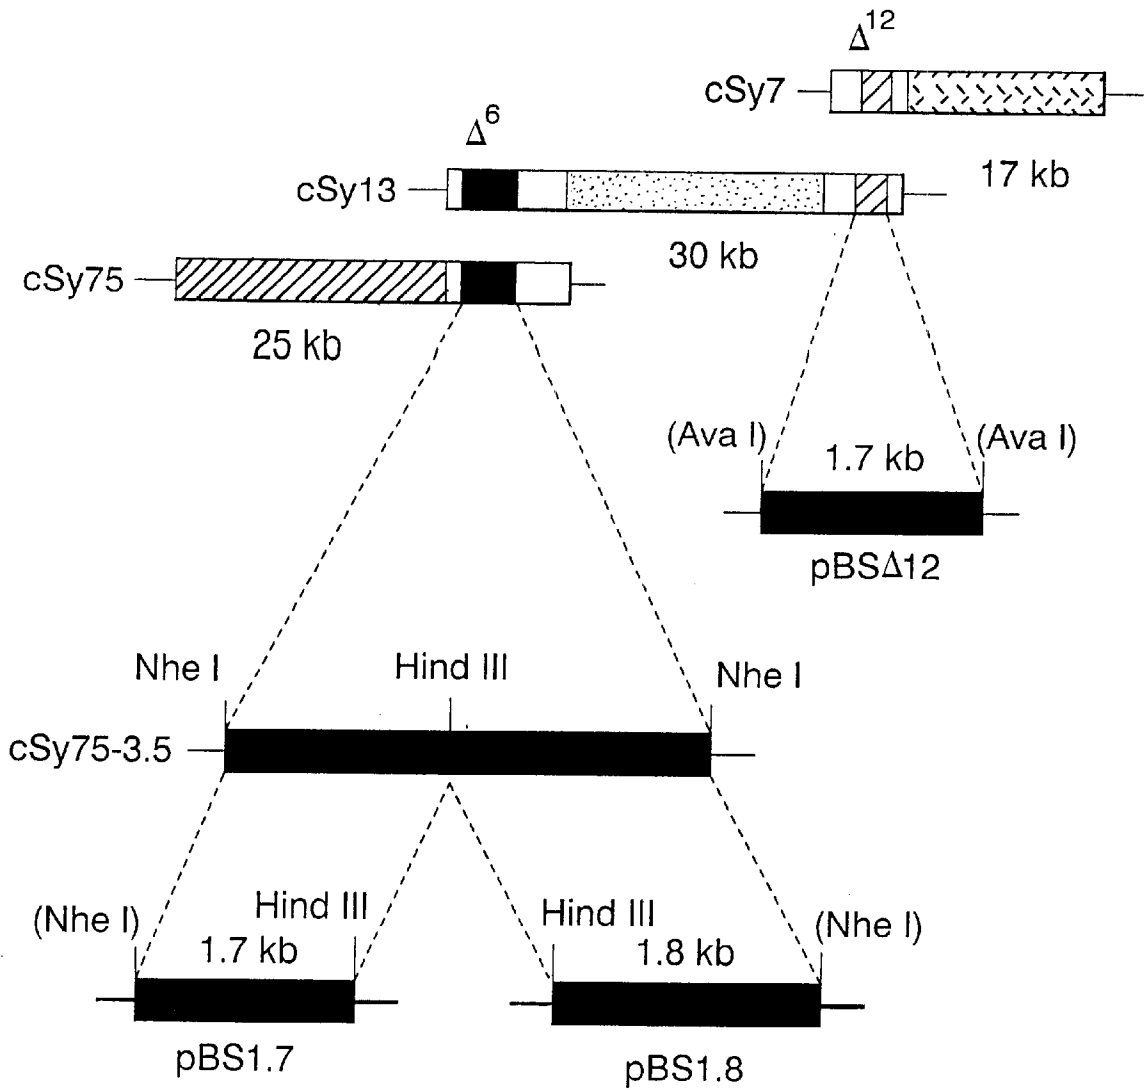 Δ12
cSy7
17 kb
Δ6
cSy13
30 kb
cSy75
25 kb
(Ava I) 1.7 kb (Ava I)
pBSΔ12
Nhe I Hind III Nhe I
cSy75-3.5
(Nhe I) Hind III Hind III (Nhe I)
1.7 kb 1.8 kb
pBS1.7 pBS1.8